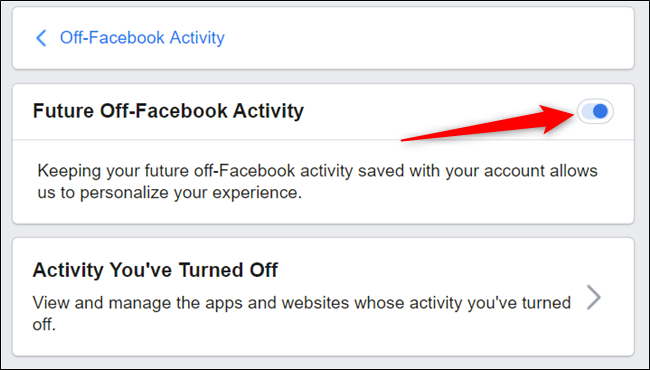 Off-Facebook Activity
Future Off-Facebook Activity
Keeping your future off-Facebook activity saved with your account allows
us to personalize your experience.
Activity You've Turned Off
View and manage the apps and websites whose activity you've turned
off.